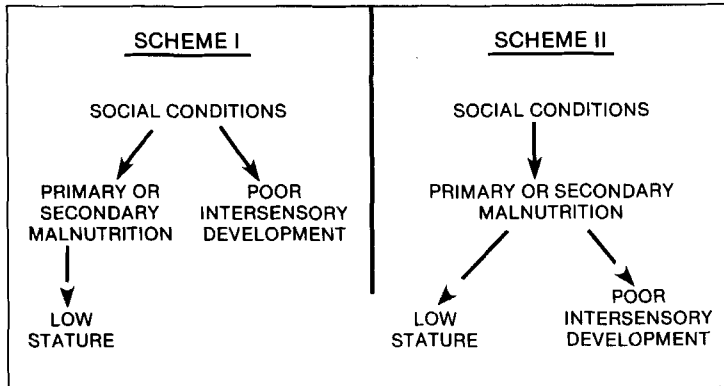 SCHEME I
SOCIAL CONDITIONS
PRIMARY OR
SECONDARY
MALNUTRITION
POOR
INTERSENSORY
DEVELOPMENT
LOW
STATURE
SCHEME II
SOCIAL CONDITIONS
PRIMARY OR SECONDARY
MALNUTRITION
LOW
STATURE
POOR
INTERSENSORY
DEVELOPMENT